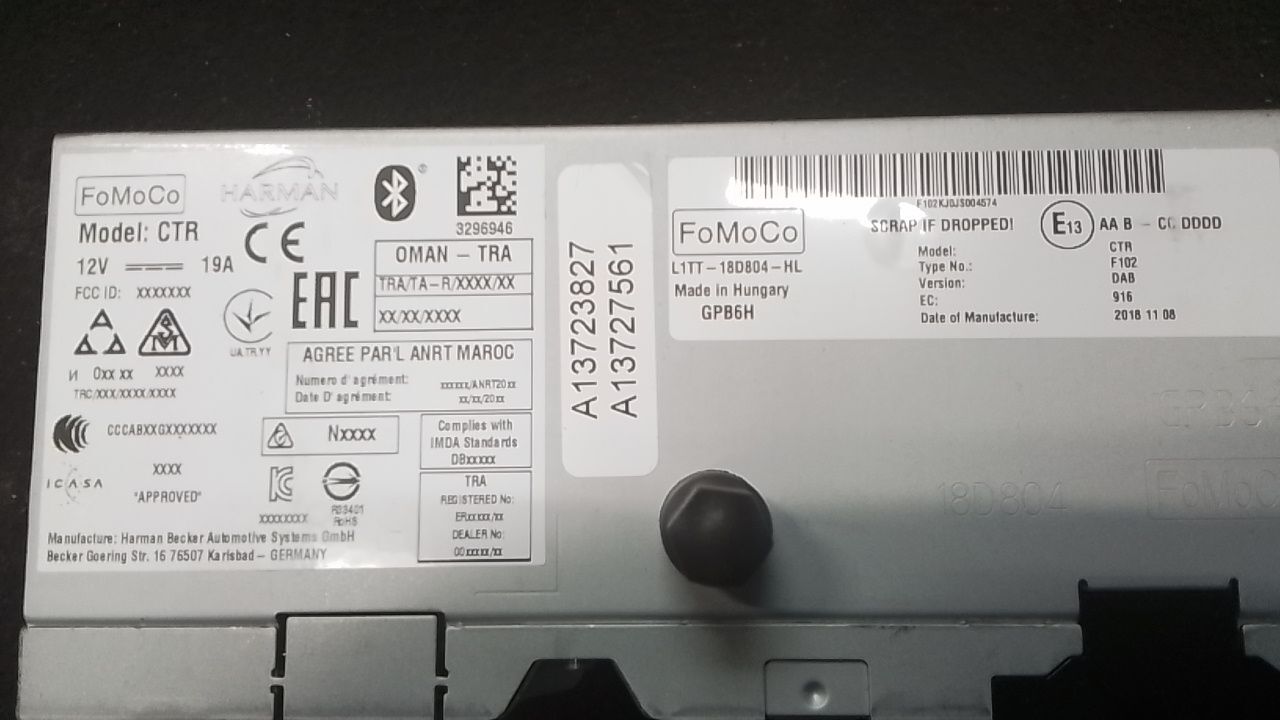 FoMoCo
HARMAN
®
3296946
Model: CTR
12V 19A
FCC ID: XXXXXXX
CE
EAC
OMAN – TRA
TRA/TA–R/XXXX/XX
XX/XX/XXXX
UA.TR.YY
И 0xx xx XXXX
TRC/XXX/XXXX/XXXX
AGREE PAR'L ANRT MAROC
Numero d'agrément: xxxxx/ANRT20xx
Date D'agrément: xx/xx/20xx
CCCABXXGXXXXXXX
Nxxxx
Complies with
IMDA Standards
DBxxxxx
ICASA
XXXX
"APPROVED"
XXXXXXX
R33401
RoHS
TRA
REGISTERED No:
ERxxxxx/xx
DEALER No:
00xxxxx/xx
Manufacture: Harman Becker Automotive Systems GmbH
Becker Goering Str. 16 76507 Karlsbad – GERMANY
A13723827
A13727561
F102KJ0JS004574
FoMoCo
SCRAP IF DROPPED!
E13 AA B - CC DDDD
L1TT–18D804–HL
Made in Hungary
GPB6H
Model: CTR
Type No.: F102
Version: DAB
EC: 916
Date of Manufacture: 2018 11 08
18D804
FoMoCo